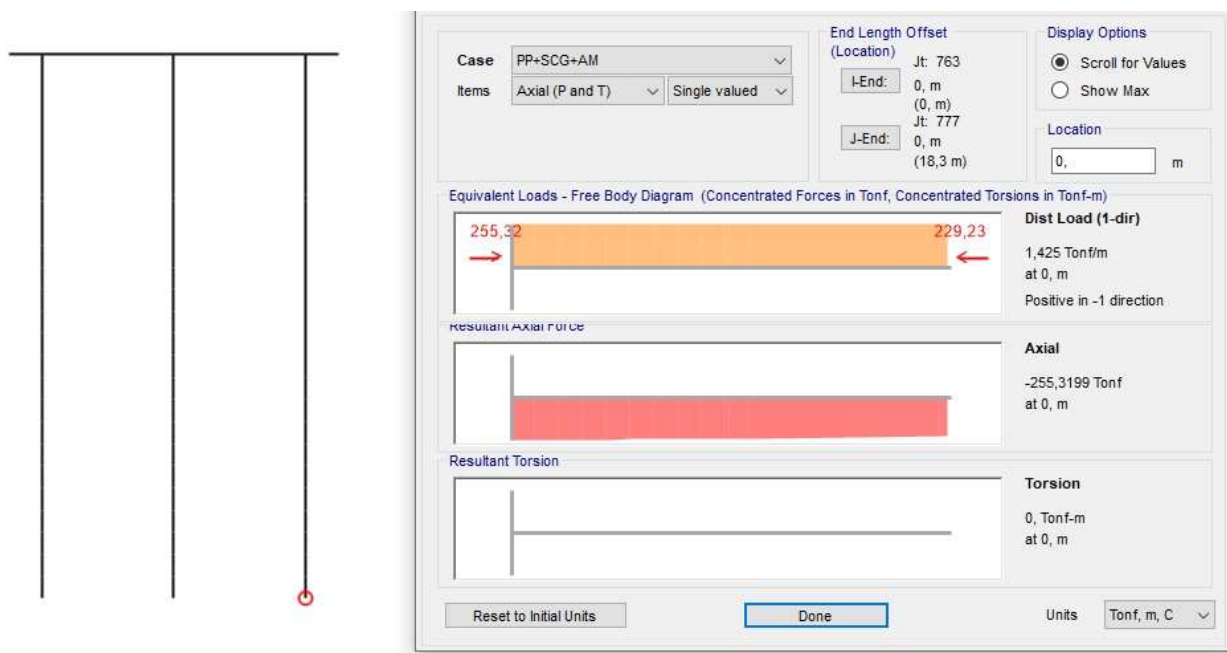 End Length Offset
(Location)
Display Options
Case PP+SCG+AM
Items Axial (P and T) Single valued
I-End:
Jt: 763
0, m
(0, m)
J-End:
Jt: 777
0, m
(18,3 m)
Scroll for Values
Show Max
Location
0, m
Equivalent Loads - Free Body Diagram (Concentrated Forces in Tonf, Concentrated Torsions in Tonf-m)
255,32
229,23
Dist Load (1-dir)
1,425 Tonf/m
at 0, m
Positive in -1 direction
Resultant Axial Force
Axial
-255,3199 Tonf
at 0, m
Resultant Torsion
Torsion
0, Tonf-m
at 0, m
Reset to Initial Units
Done
Units Tonf, m, C